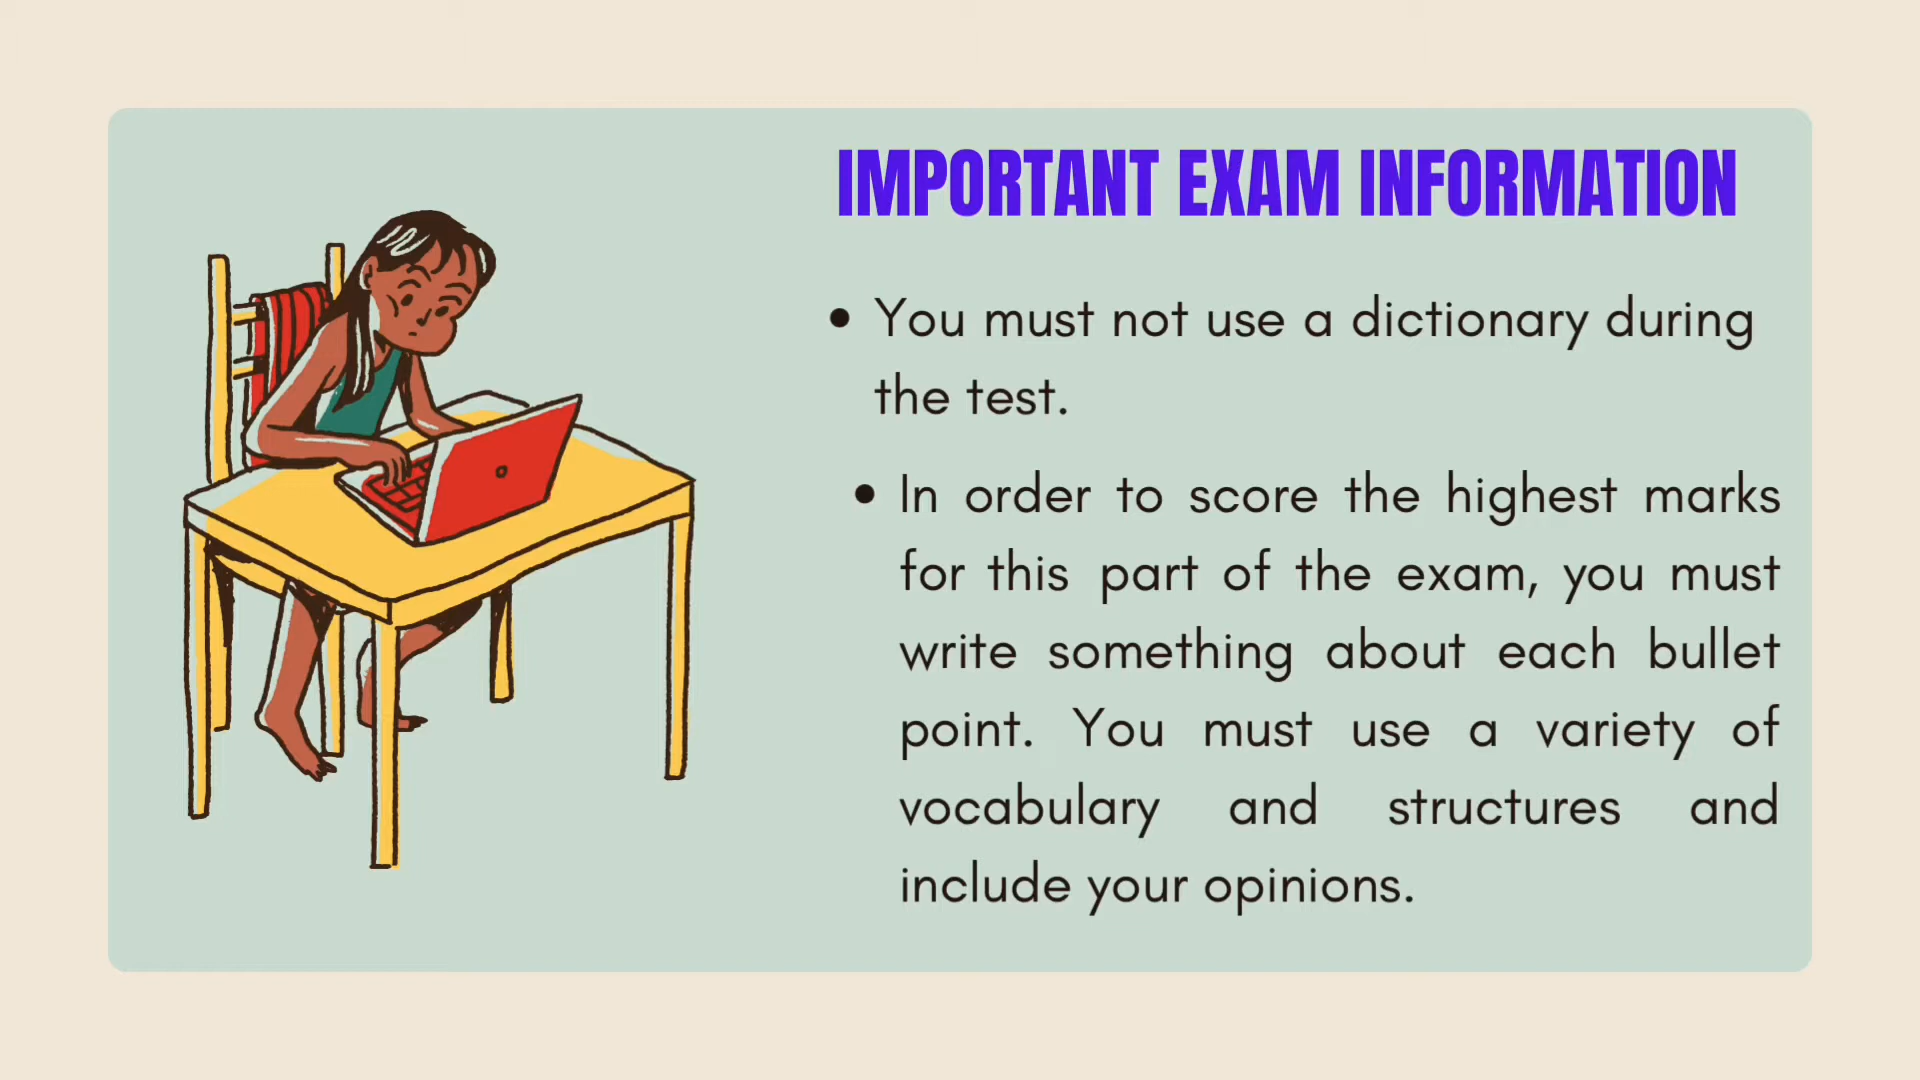 IMPORTANT EXAM INFORMATION
• You must not use a dictionary during
the test.
• In order to score the highest marks
for this part of the exam, you must
write something about each bullet
point. You must use a variety of
vocabulary and structures and
include your opinions.